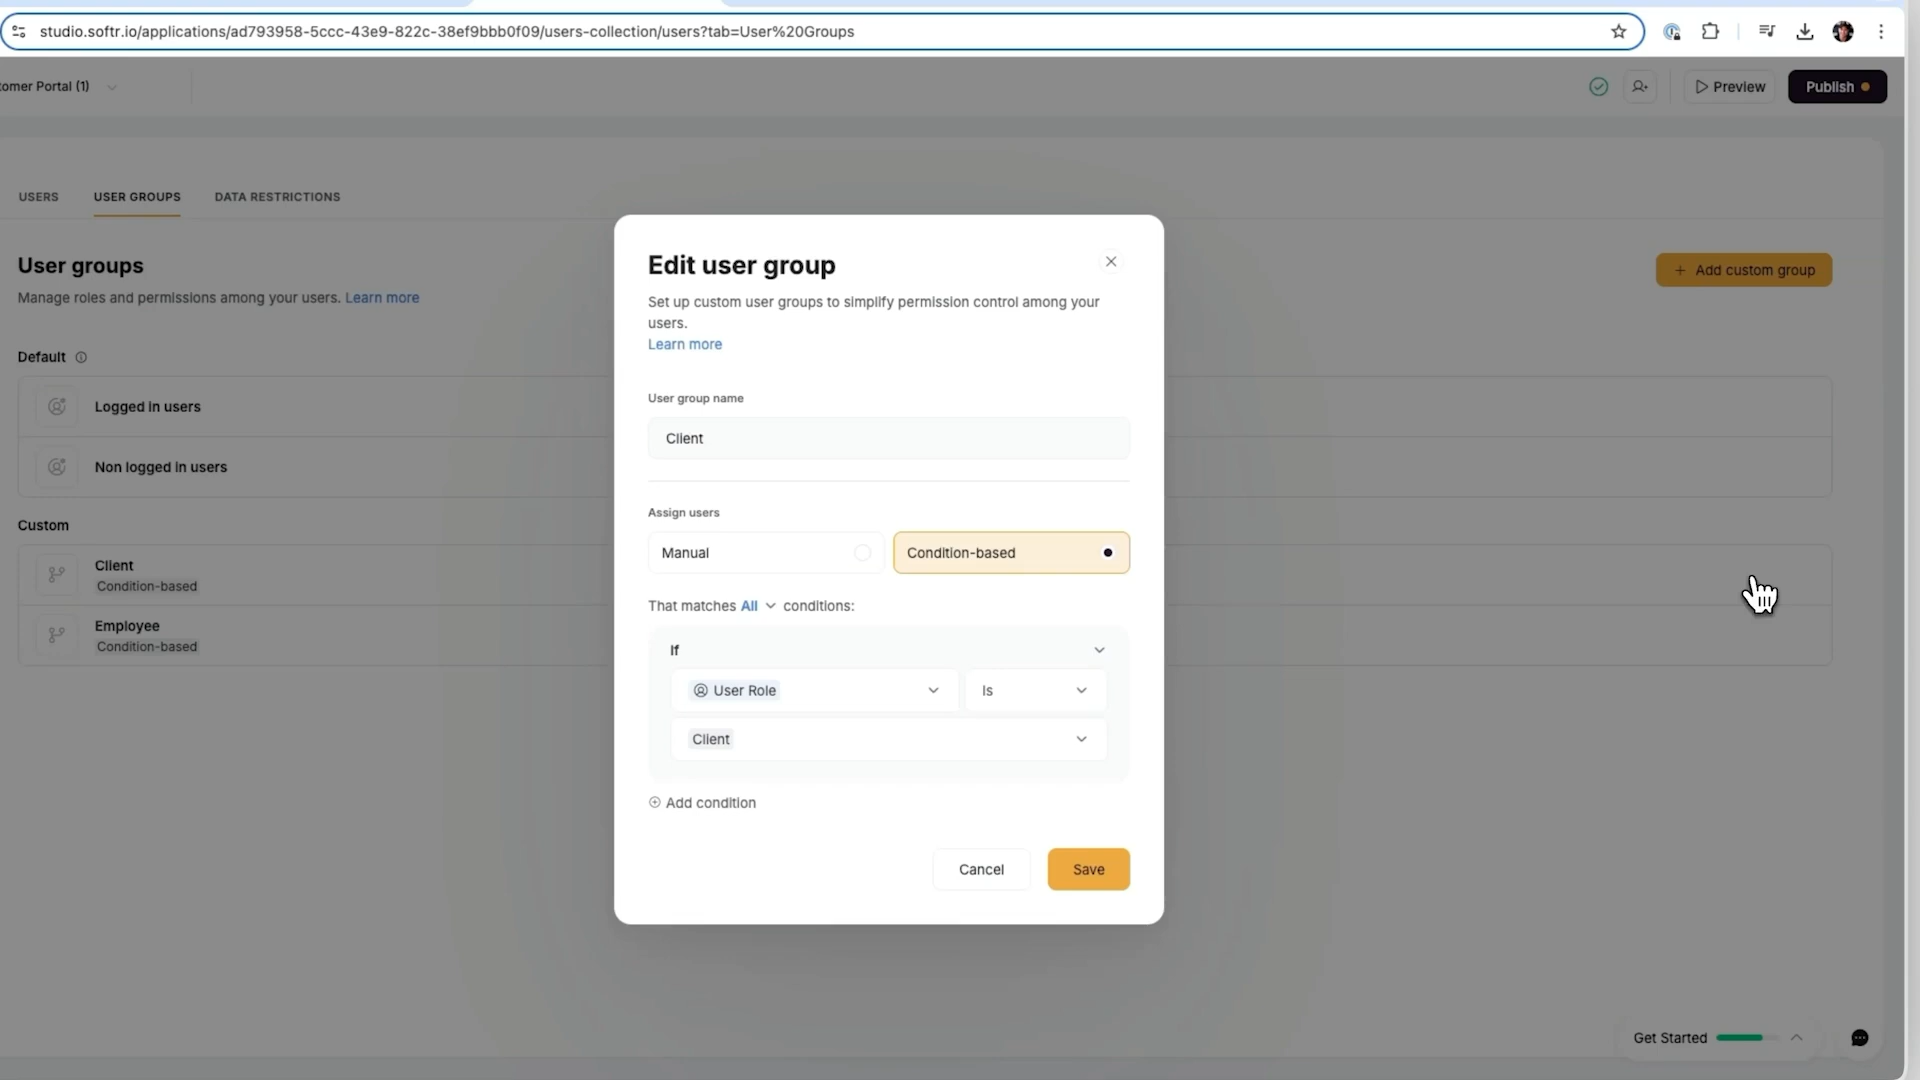 studio.softr.io/applications/ad793958-5ccc-43e9-822c-38ef9bbb0f09/users-collection/users?tab=User%20Groups
omer Portal (1)
Preview
Publish
USERS
USER GROUPS
DATA RESTRICTIONS
User groups
Manage roles and permissions among your users. Learn more
Add custom group
Default
Logged in users
Non logged in users
Custom
Client
Condition-based
Employee
Condition-based
Edit user group
Set up custom user groups to simplify permission control among your
users.
Learn more
User group name
Client
Assign users
Manual
Condition-based
That matches All conditions:
If
User Role
Is
Client
Add condition
Cancel
Save
Get Started